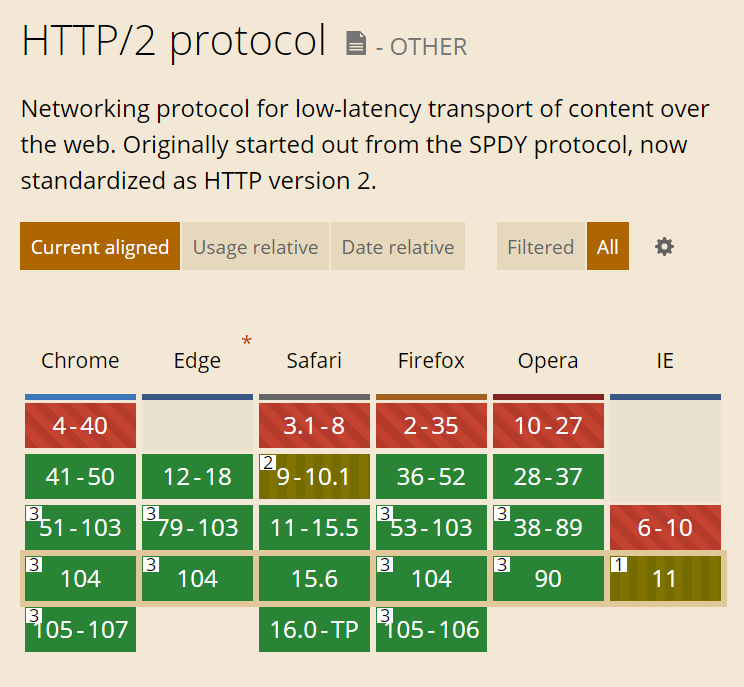 HTTP/2 protocol - OTHER
Networking protocol for low-latency transport of content over
the web. Originally started out from the SPDY protocol, now
standardized as HTTP version 2.
Current aligned Usage relative Date relative Filtered All
*
Chrome Edge Safari Firefox Opera IE
4-40 3.1-8 2-35 10-27
41-50 12-18 2 9-10.1 36-52 28-37
3 51-103 3 79-103 11-15.5 3 53-103 3 38-89 6-10
3 104 3 104 15.6 3 104 3 90 1 11
3 105-107 16.0-TP 3 105-106